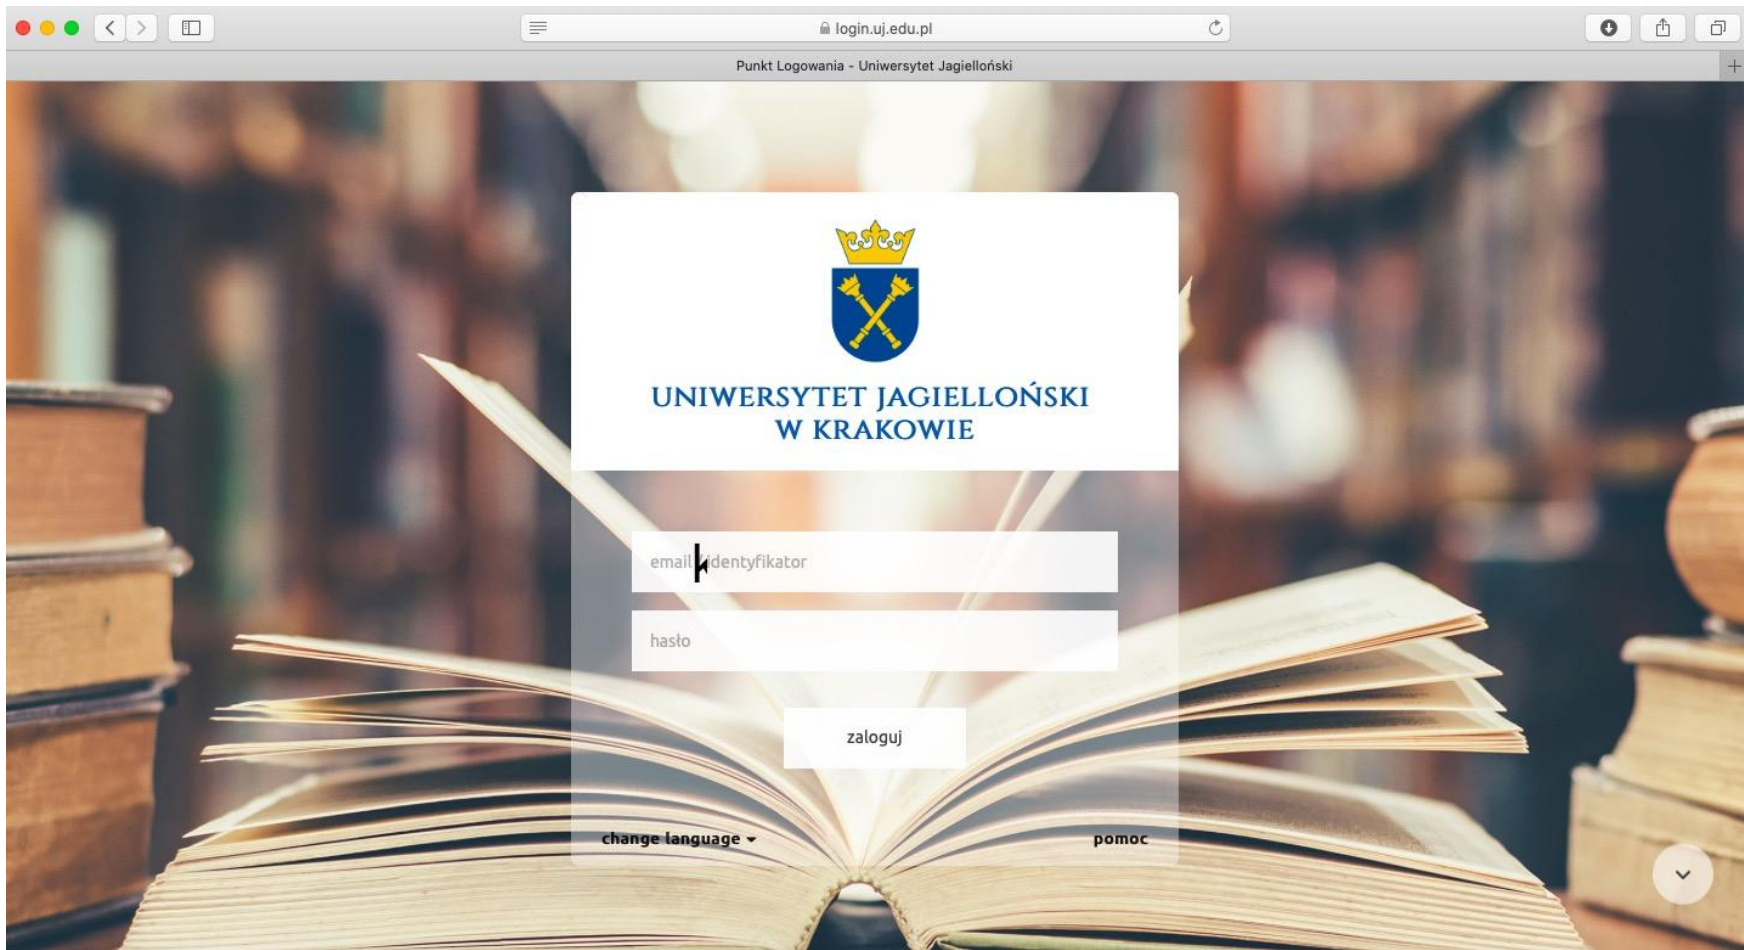 login.uj.edu.pl
Punkt Logowania - Uniwersytet Jagielloński
UNIWERSYTET JAGIELLOŃSKI
W KRAKOWIE
email / identyfikator
hasło
zaloguj
change language
pomoc